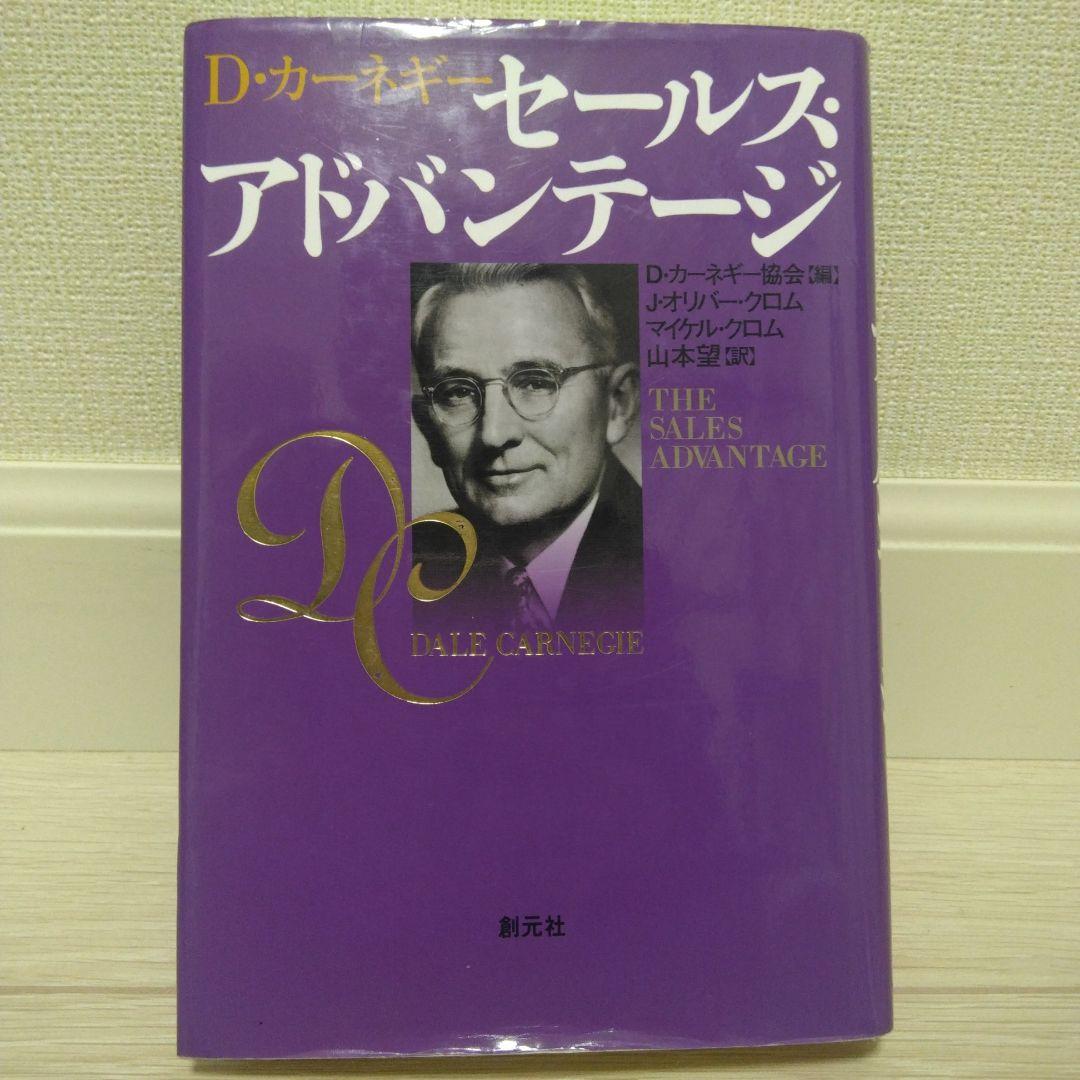 D・カーネギー セールス・
アドバンテージ
D・カーネギー協会【編】
J・オリバー・クロム
マイケル・クロム
山本望【訳】
THE
SALES
ADVANTAGE
DC
DALE CARNEGIE
創元社